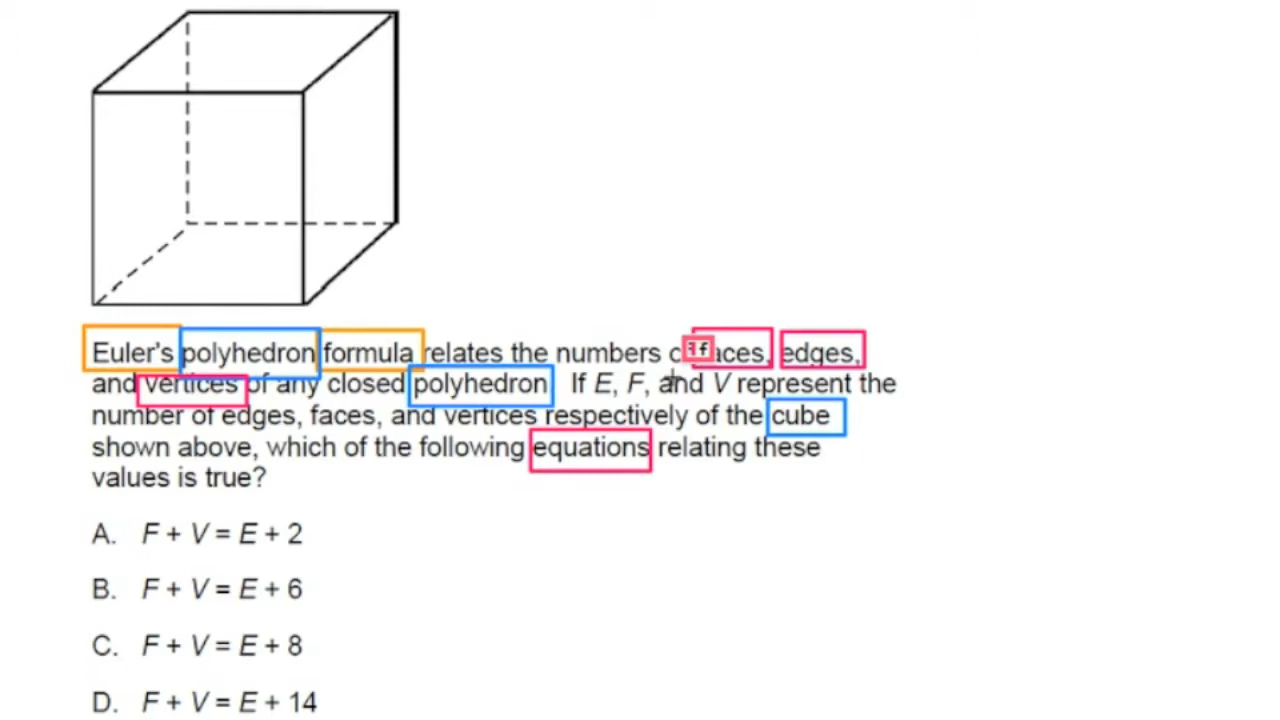 Euler's polyhedron formula relates the numbers of faces, edges,
and vertices of any closed polyhedron If E, F, and V represent the
number of edges, faces, and vertices respectively of the cube
shown above, which of the following equations relating these
values is true?
A. F + V = E + 2
B. F + V = E + 6
C. F + V = E + 8
D. F + V = E + 14